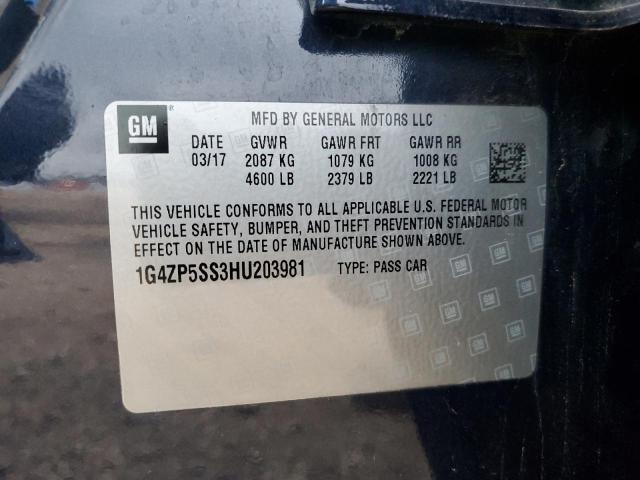 GM
MFD BY GENERAL MOTORS LLC
DATE GVWR GAWR FRT GAWR RR
03/17 2087 KG 1079 KG 1008 KG
4600 LB 2379 LB 2221 LB
THIS VEHICLE CONFORMS TO ALL APPLICABLE U.S. FEDERAL MOTOR
VEHICLE SAFETY, BUMPER, AND THEFT PREVENTION STANDARDS IN
EFFECT ON THE DATE OF MANUFACTURE SHOWN ABOVE.
1G4ZP5SS3HU203981 TYPE: PASS CAR